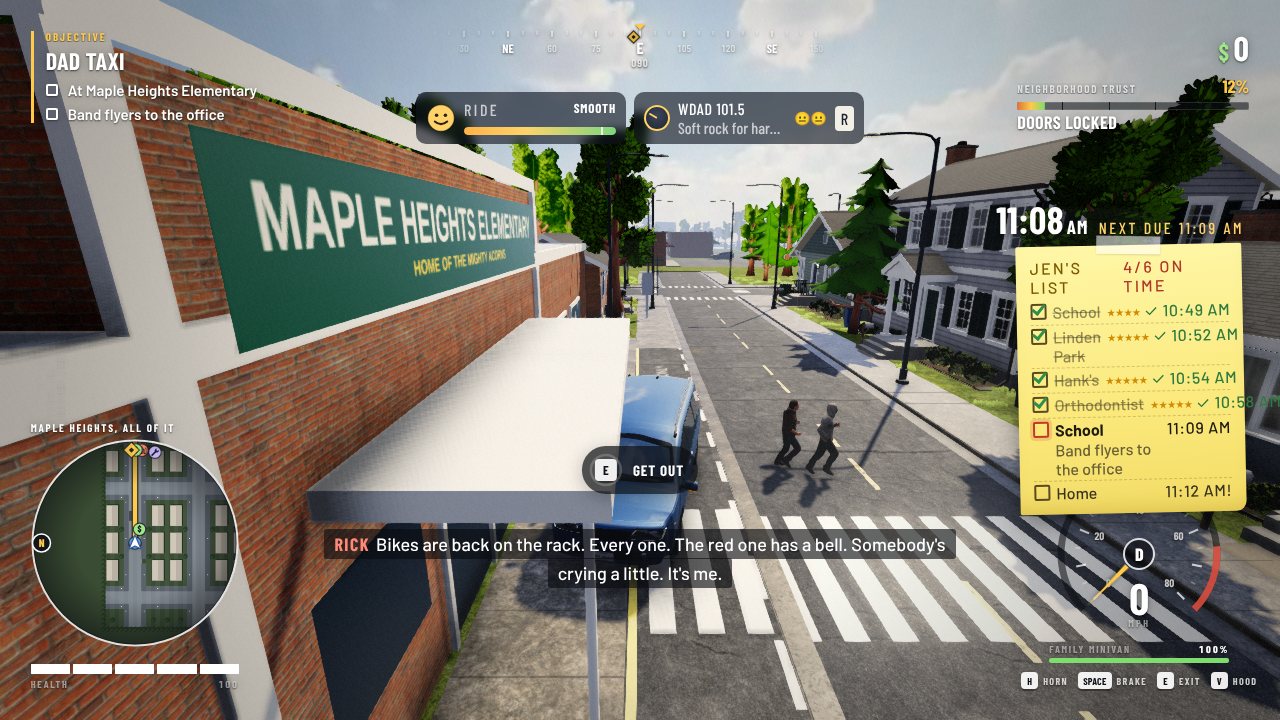 OBJECTIVE
DAD TAXI
At Maple Heights Elementary
Band flyers to the office
30 NE 60 75 E 105 120 SE 150
090
RIDE SMOOTH
WDAD 101.5
Soft rock for har...
R
$ 0
NEIGHBORHOOD TRUST 12%
DOORS LOCKED
11:08 AM NEXT DUE 11:09 AM
JEN'S LIST 4/6 ON TIME
School ★★★★ ✓ 10:49 AM
Linden Park ★★★★★ ✓ 10:52 AM
Hank's ★★★★★ ✓ 10:54 AM
Orthodontist ★★★★★ ✓ 10:58 AM
School 11:09 AM
Band flyers to
the office
Home 11:12 AM!
MAPLE HEIGHTS ELEMENTARY
HOME OF THE MIGHTY ACORNS
E GET OUT
RICK Bikes are back on the rack. Every one. The red one has a bell. Somebody's
crying a little. It's me.
MAPLE HEIGHTS, ALL OF IT
N
$
HEALTH 100
20 60 80
D
0
MPH
FAMILY MINIVAN 100%
H HORN SPACE BRAKE E EXIT V HOOD